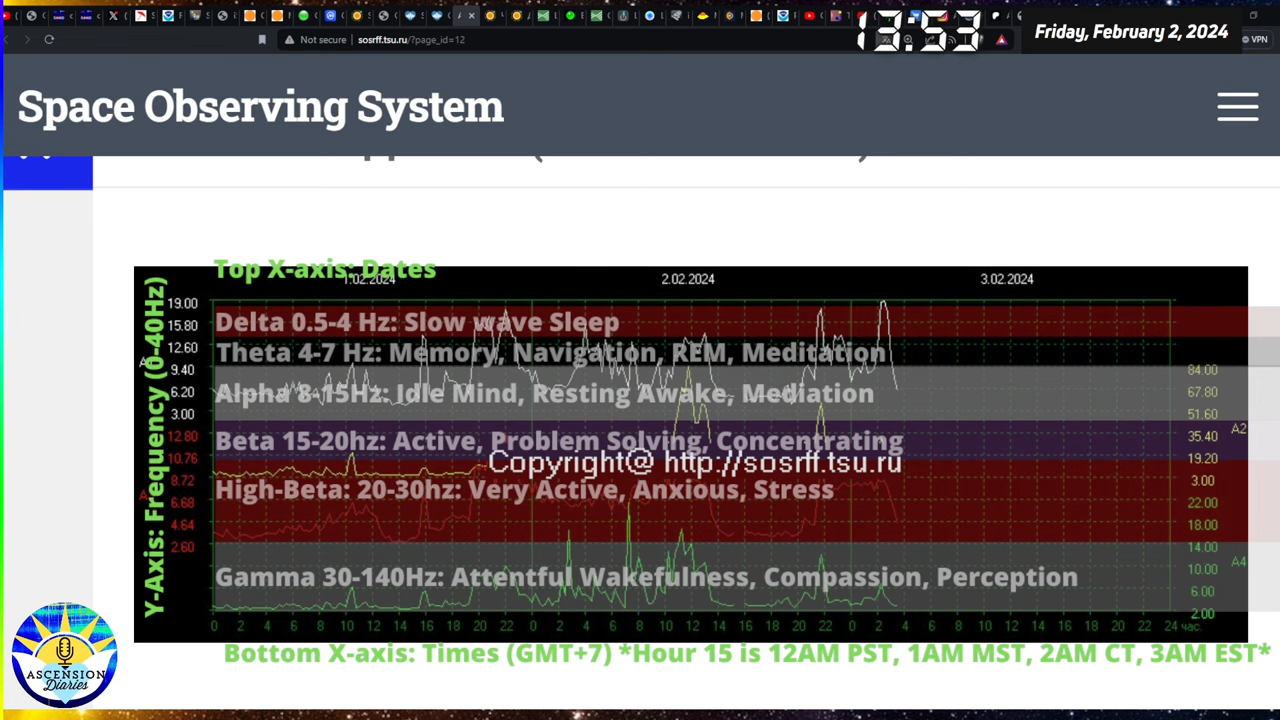 13:53
Friday, February 2, 2024
Not secure
sosrff.tsu.ru/?page_id=12
VPN
Space Observing System
Top X-axis: Dates
1.02.2024
2.02.2024
3.02.2024
Y-Axis: Frequency (0-40Hz)
19.00
15.80
12.60
9.40
6.20
3.00
12.80
10.76
8.72
6.68
4.64
2.60
Delta 0.5-4 Hz: Slow wave Sleep
Theta 4-7 Hz: Memory, Navigation, REM, Meditation
Alpha 8-15Hz: Idle Mind, Resting Awake, Mediation
Beta 15-20hz: Active, Problem Solving, Concentrating
Copyright@ http://sosrff.tsu.ru
High-Beta: 20-30hz: Very Active, Anxious, Stress
Gamma 30-140Hz: Attentful Wakefulness, Compassion, Perception
84.00
67.80
51.60
35.40
A2
19.20
3.00
22.00
18.00
14.00
10.00
A4
6.00
2.00
0 2 4 6 8 10 12 14 16 18 20 22 0 2 4 6 8 10 12 14 16 18 20 22 0 2 4 6 8 10 12 14 16 18 20 22 24 час.
Bottom X-axis: Times (GMT+7) *Hour 15 is 12AM PST, 1AM MST, 2AM CT, 3AM EST*
ASCENSION
Diaries